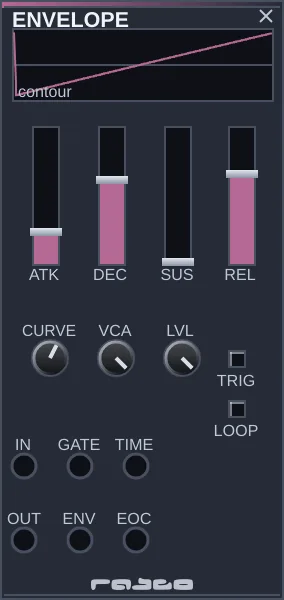 ENVELOPE
contour
ATK DEC SUS REL
CURVE VCA LVL
TRIG
LOOP
IN GATE TIME
OUT ENV EOC